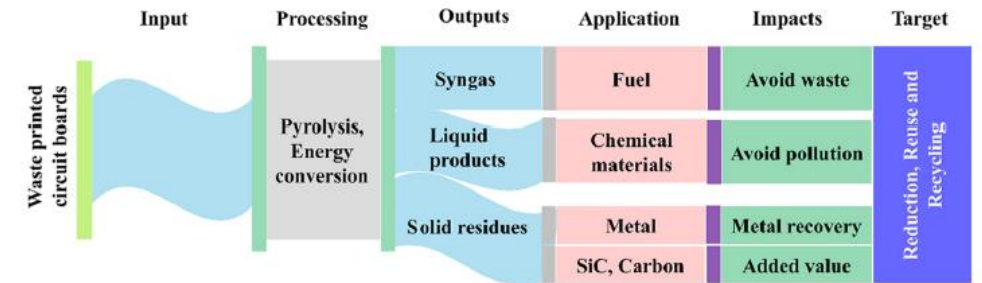 Input
Processing
Outputs
Application
Impacts
Target
Waste printed
circuit boards
Pyrolysis,
Energy
conversion
Syngas
Liquid
products
Solid residues
Fuel
Chemical
materials
Metal
SiC, Carbon
Avoid waste
Avoid pollution
Metal recovery
Added value
Reduction, Reuse and
Recycling